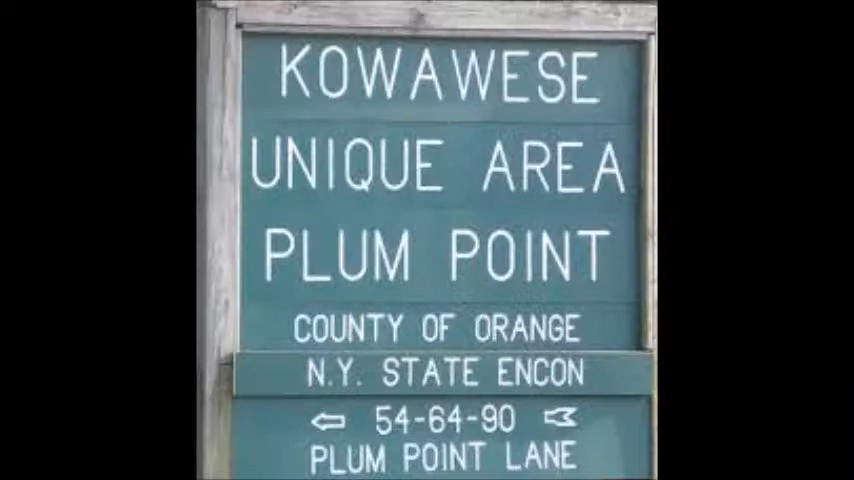 KOWAWESE
UNIQUE AREA
PLUM POINT
COUNTY OF ORANGE
N.Y. STATE ENCON
54-64-90
PLUM POINT LANE